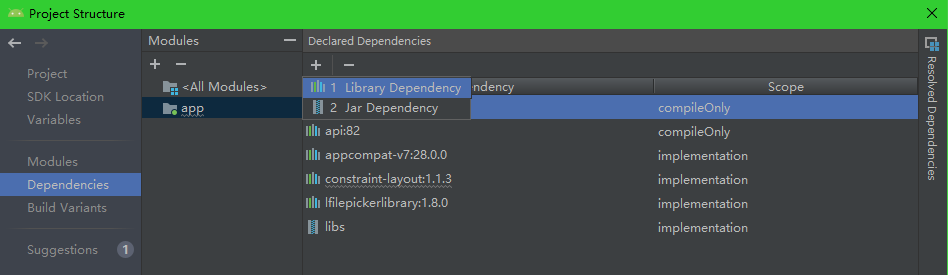 Project Structure
Modules
Declared Dependencies
Project
SDK Location
Variables
Modules
Dependencies
Build Variants
Suggestions 1
<All Modules>
app
1 Library Dependency
2 Jar Dependency
ndency Scope
compileOnly
api:82 compileOnly
appcompat-v7:28.0.0 implementation
constraint-layout:1.1.3 implementation
lfilepickerlibrary:1.8.0 implementation
libs implementation
Resolved Dependencies